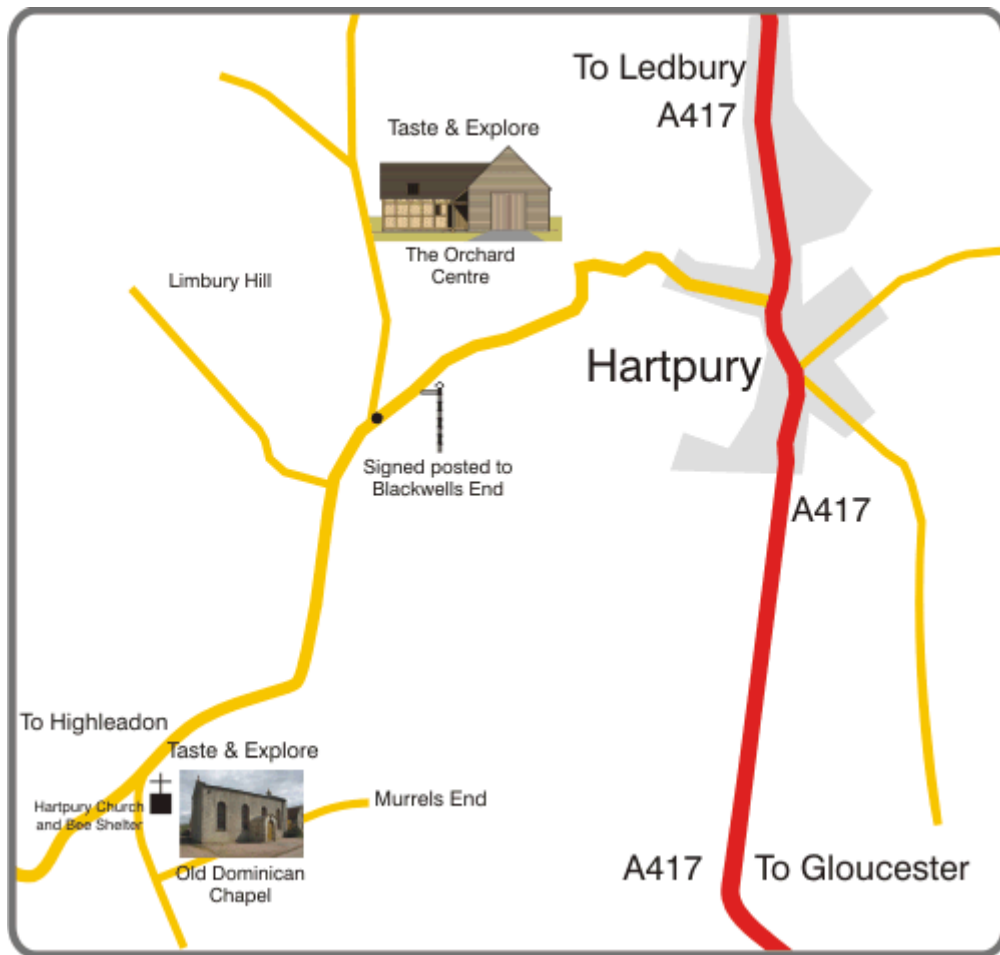 To Ledbury
A417
Taste & Explore
The Orchard
Centre
Limbury Hill
Hartpury
Signed posted to
Blackwells End
A417
To Highleadon
Taste & Explore
Hartpury Church
and Bee Shelter
Murrels End
Old Dominican
Chapel
A417
To Gloucester